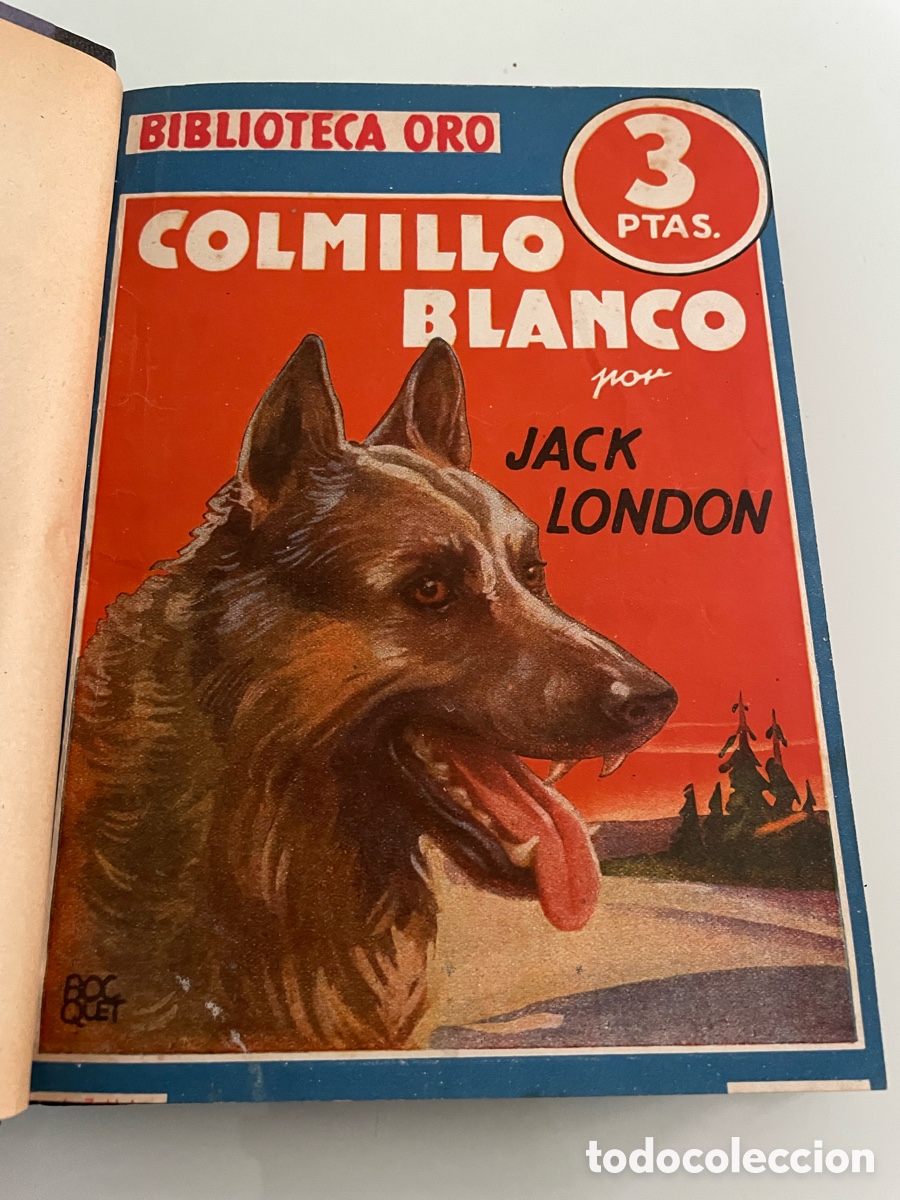 BIBLIOTECA ORO
3
PTAS.
COLMILLO
BLANCO
por
JACK
LONDON
BOC
QUET
todocoleccion